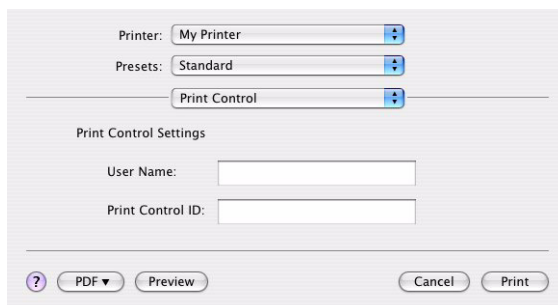 Printer: My Printer
Presets: Standard
Print Control
Print Control Settings
User Name:
Print Control ID:
? PDF▼ Preview Cancel Print